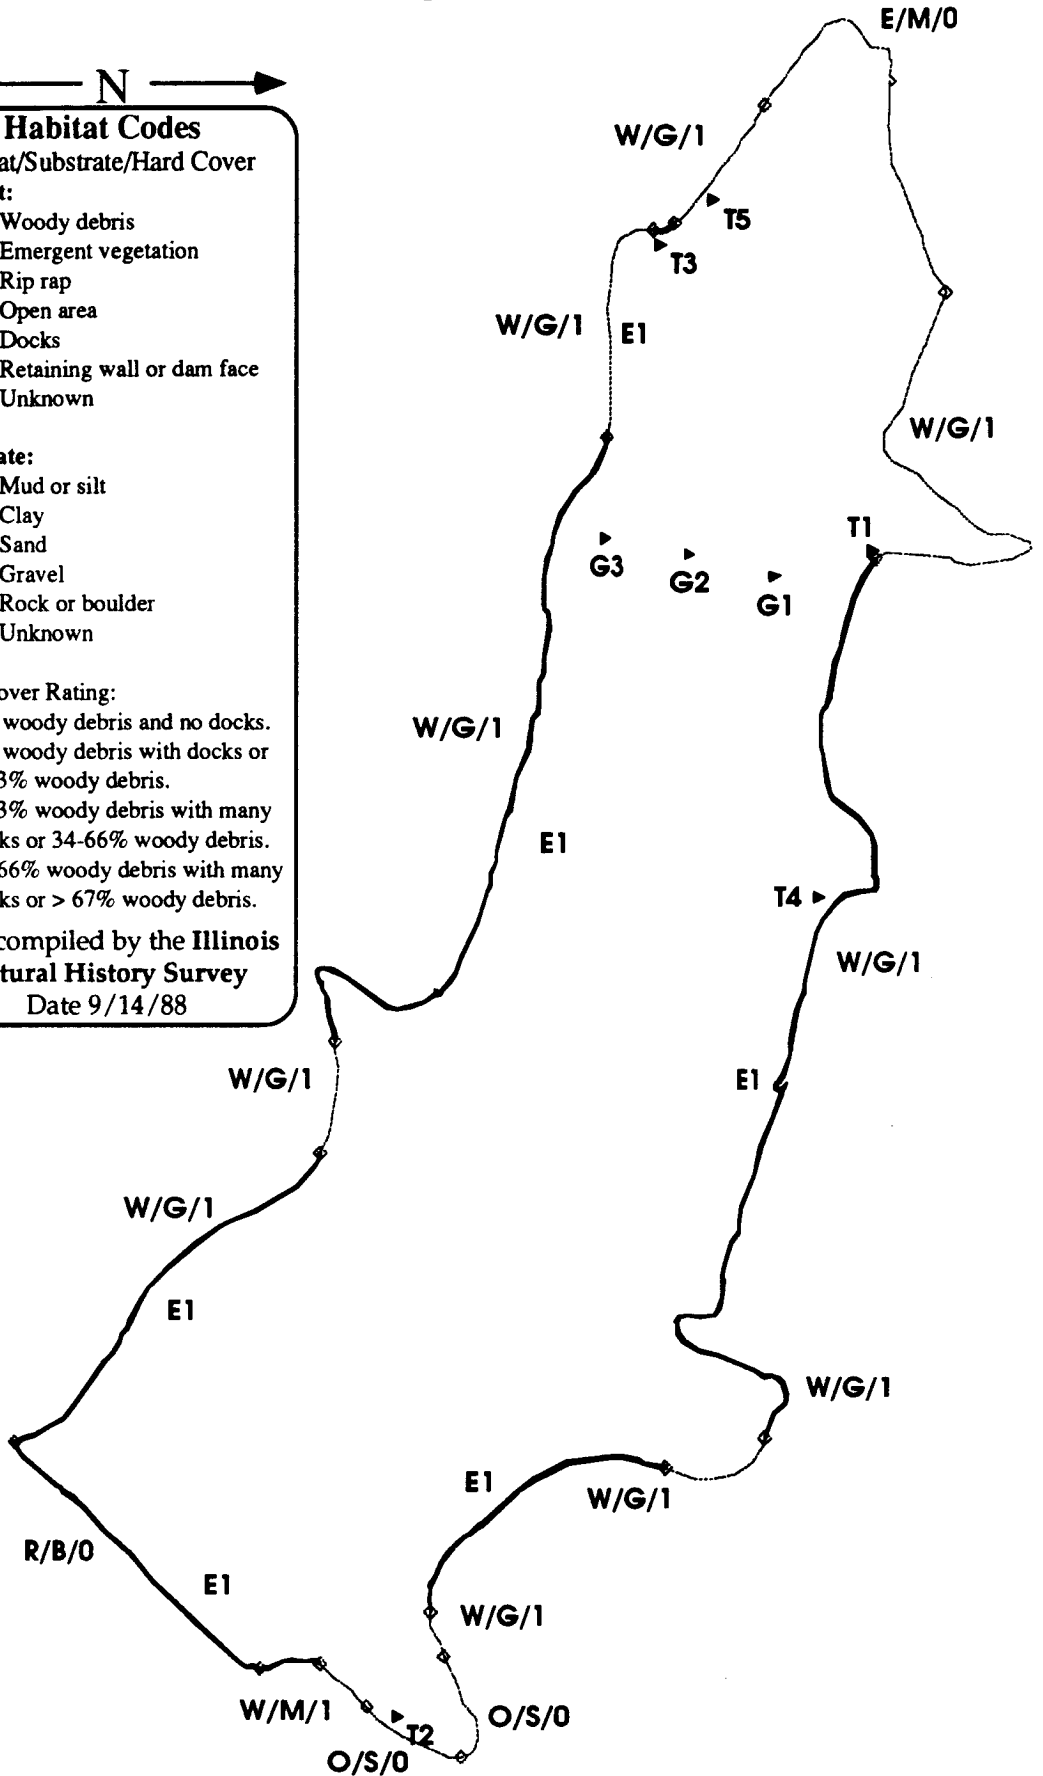 E/M/0
N
Habitat Codes
at/Substrate/Hard Cover
t:
Woody debris
Emergent vegetation
Rip rap
Open area
Docks
Retaining wall or dam face
Unknown
ate:
Mud or silt
Clay
Sand
Gravel
Rock or boulder
Unknown
over Rating:
woody debris and no docks.
woody debris with docks or
3% woody debris.
3% woody debris with many
ks or 34-66% woody debris.
66% woody debris with many
ks or > 67% woody debris.
compiled by the Illinois
tural History Survey
Date 9/14/88
W/G/1
T5
T3
W/G/1
E1
W/G/1
T1
G3
G2
G1
W/G/1
E1
T4
W/G/1
W/G/1
E1
W/G/1
E1
W/G/1
E1
W/G/1
R/B/0
E1
W/G/1
W/M/1
T2
O/S/0
O/S/0